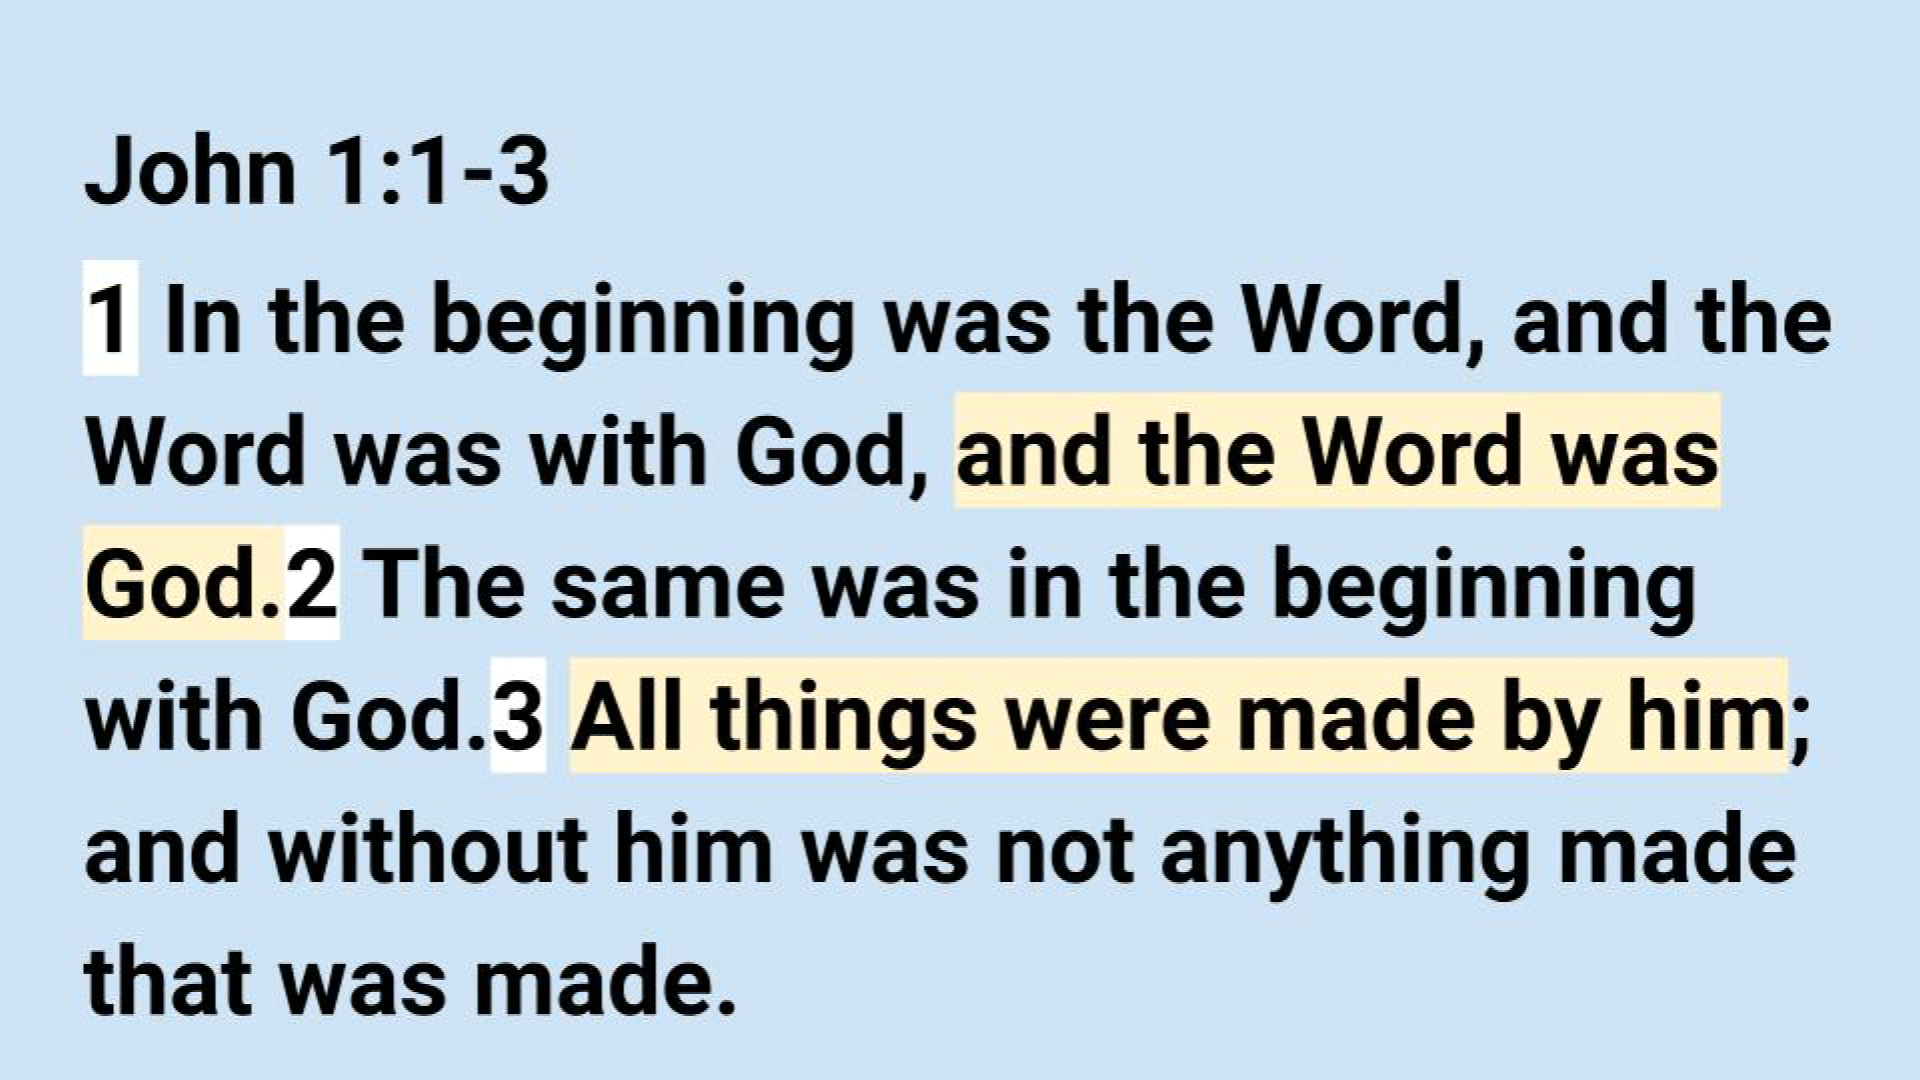 John 1:1-3
1 In the beginning was the Word, and the
Word was with God, and the Word was
God.2 The same was in the beginning
with God.3 All things were made by him;
and without him was not anything made
that was made.